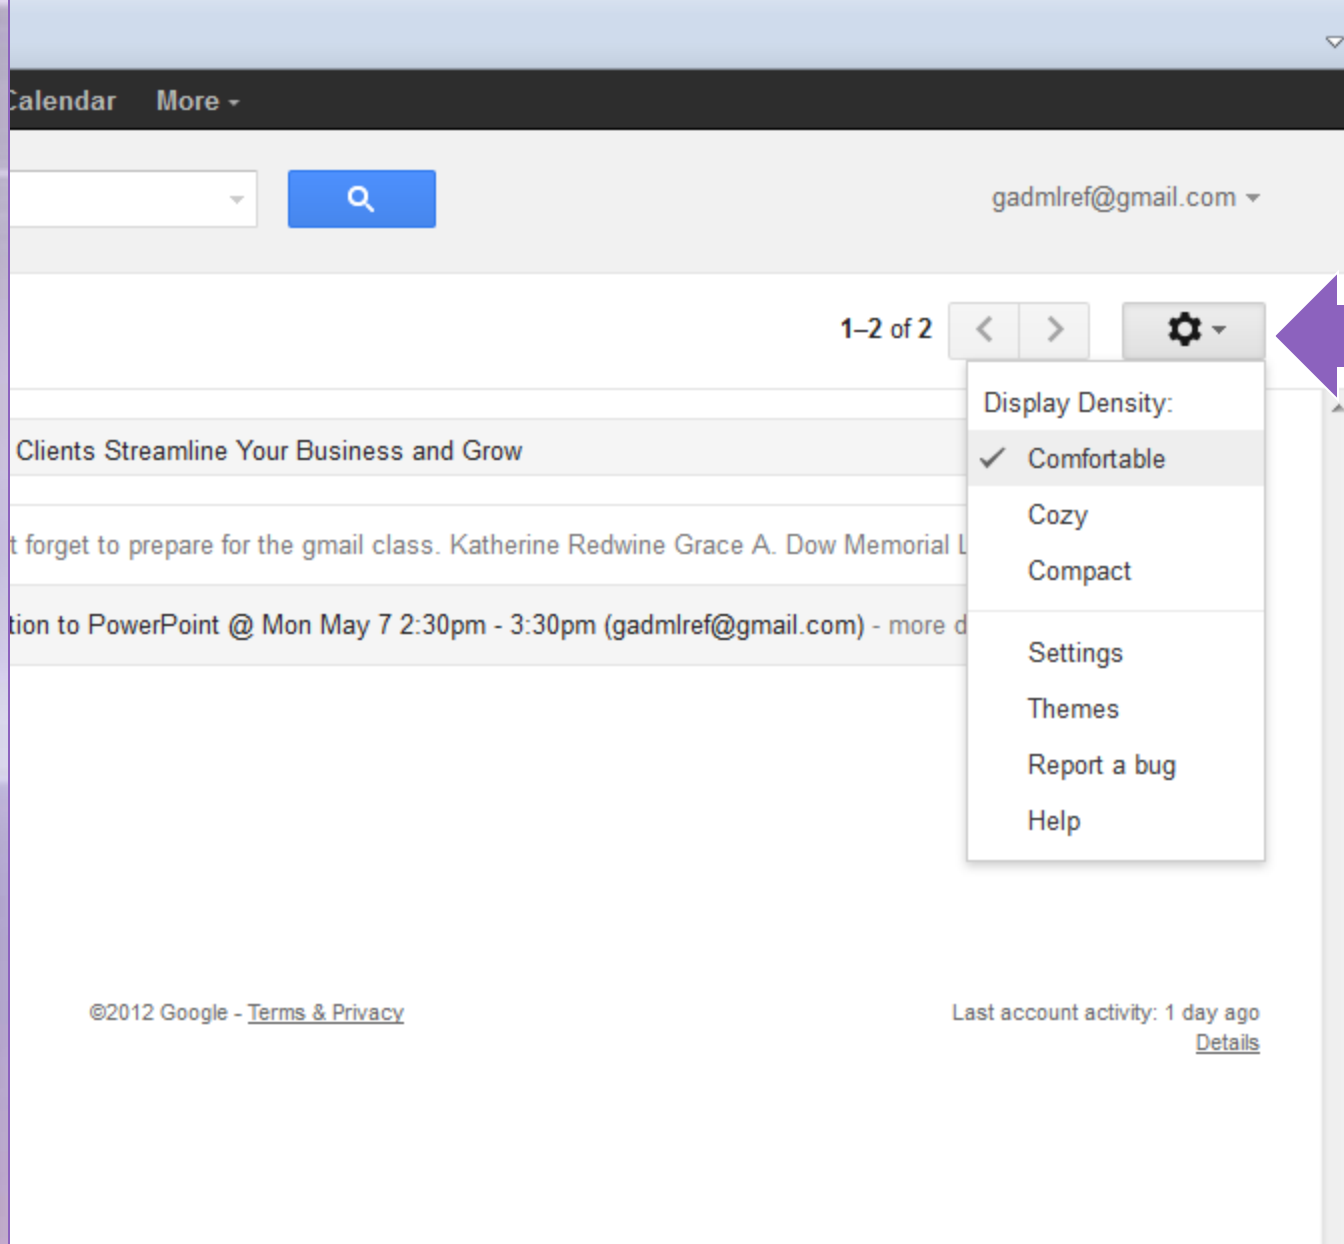 Calendar More
gadmlref@gmail.com
1–2 of 2
Display Density:
Clients Streamline Your Business and Grow
Comfortable
Cozy
t forget to prepare for the gmail class. Katherine Redwine Grace A. Dow Memorial L
Compact
tion to PowerPoint @ Mon May 7 2:30pm - 3:30pm (gadmlref@gmail.com) - more d
Settings
Themes
Report a bug
Help
©2012 Google - Terms & Privacy
Last account activity: 1 day ago
Details